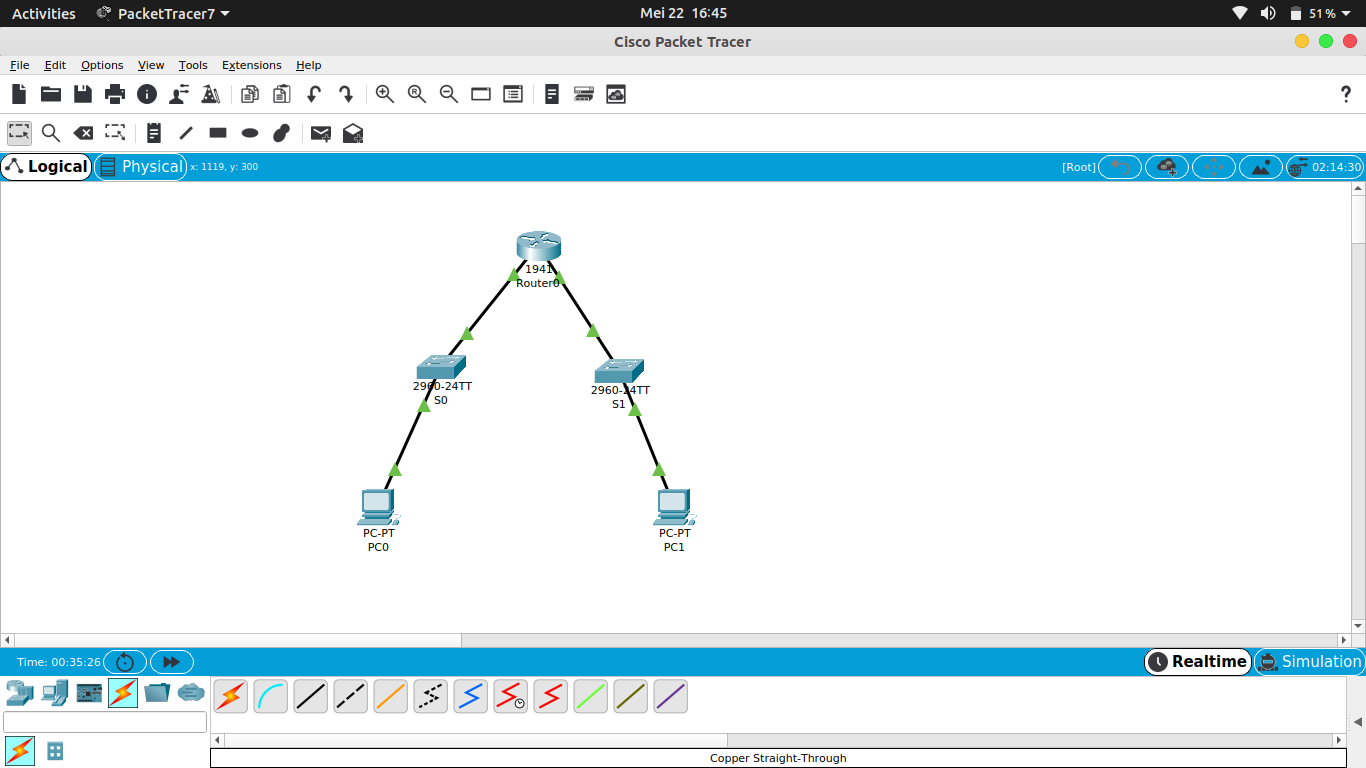 Activities PacketTracer7 Mei 22 16:45 51%
Cisco Packet Tracer
File Edit Options View Tools Extensions Help
Logical Physical x: 1119, y: 300 [Root] 02:14:30
1941
Router0
2960-24TT
S0
2960-24TT
S1
PC-PT
PC0
PC-PT
PC1
Time: 00:35:26 Realtime Simulation
Copper Straight-Through